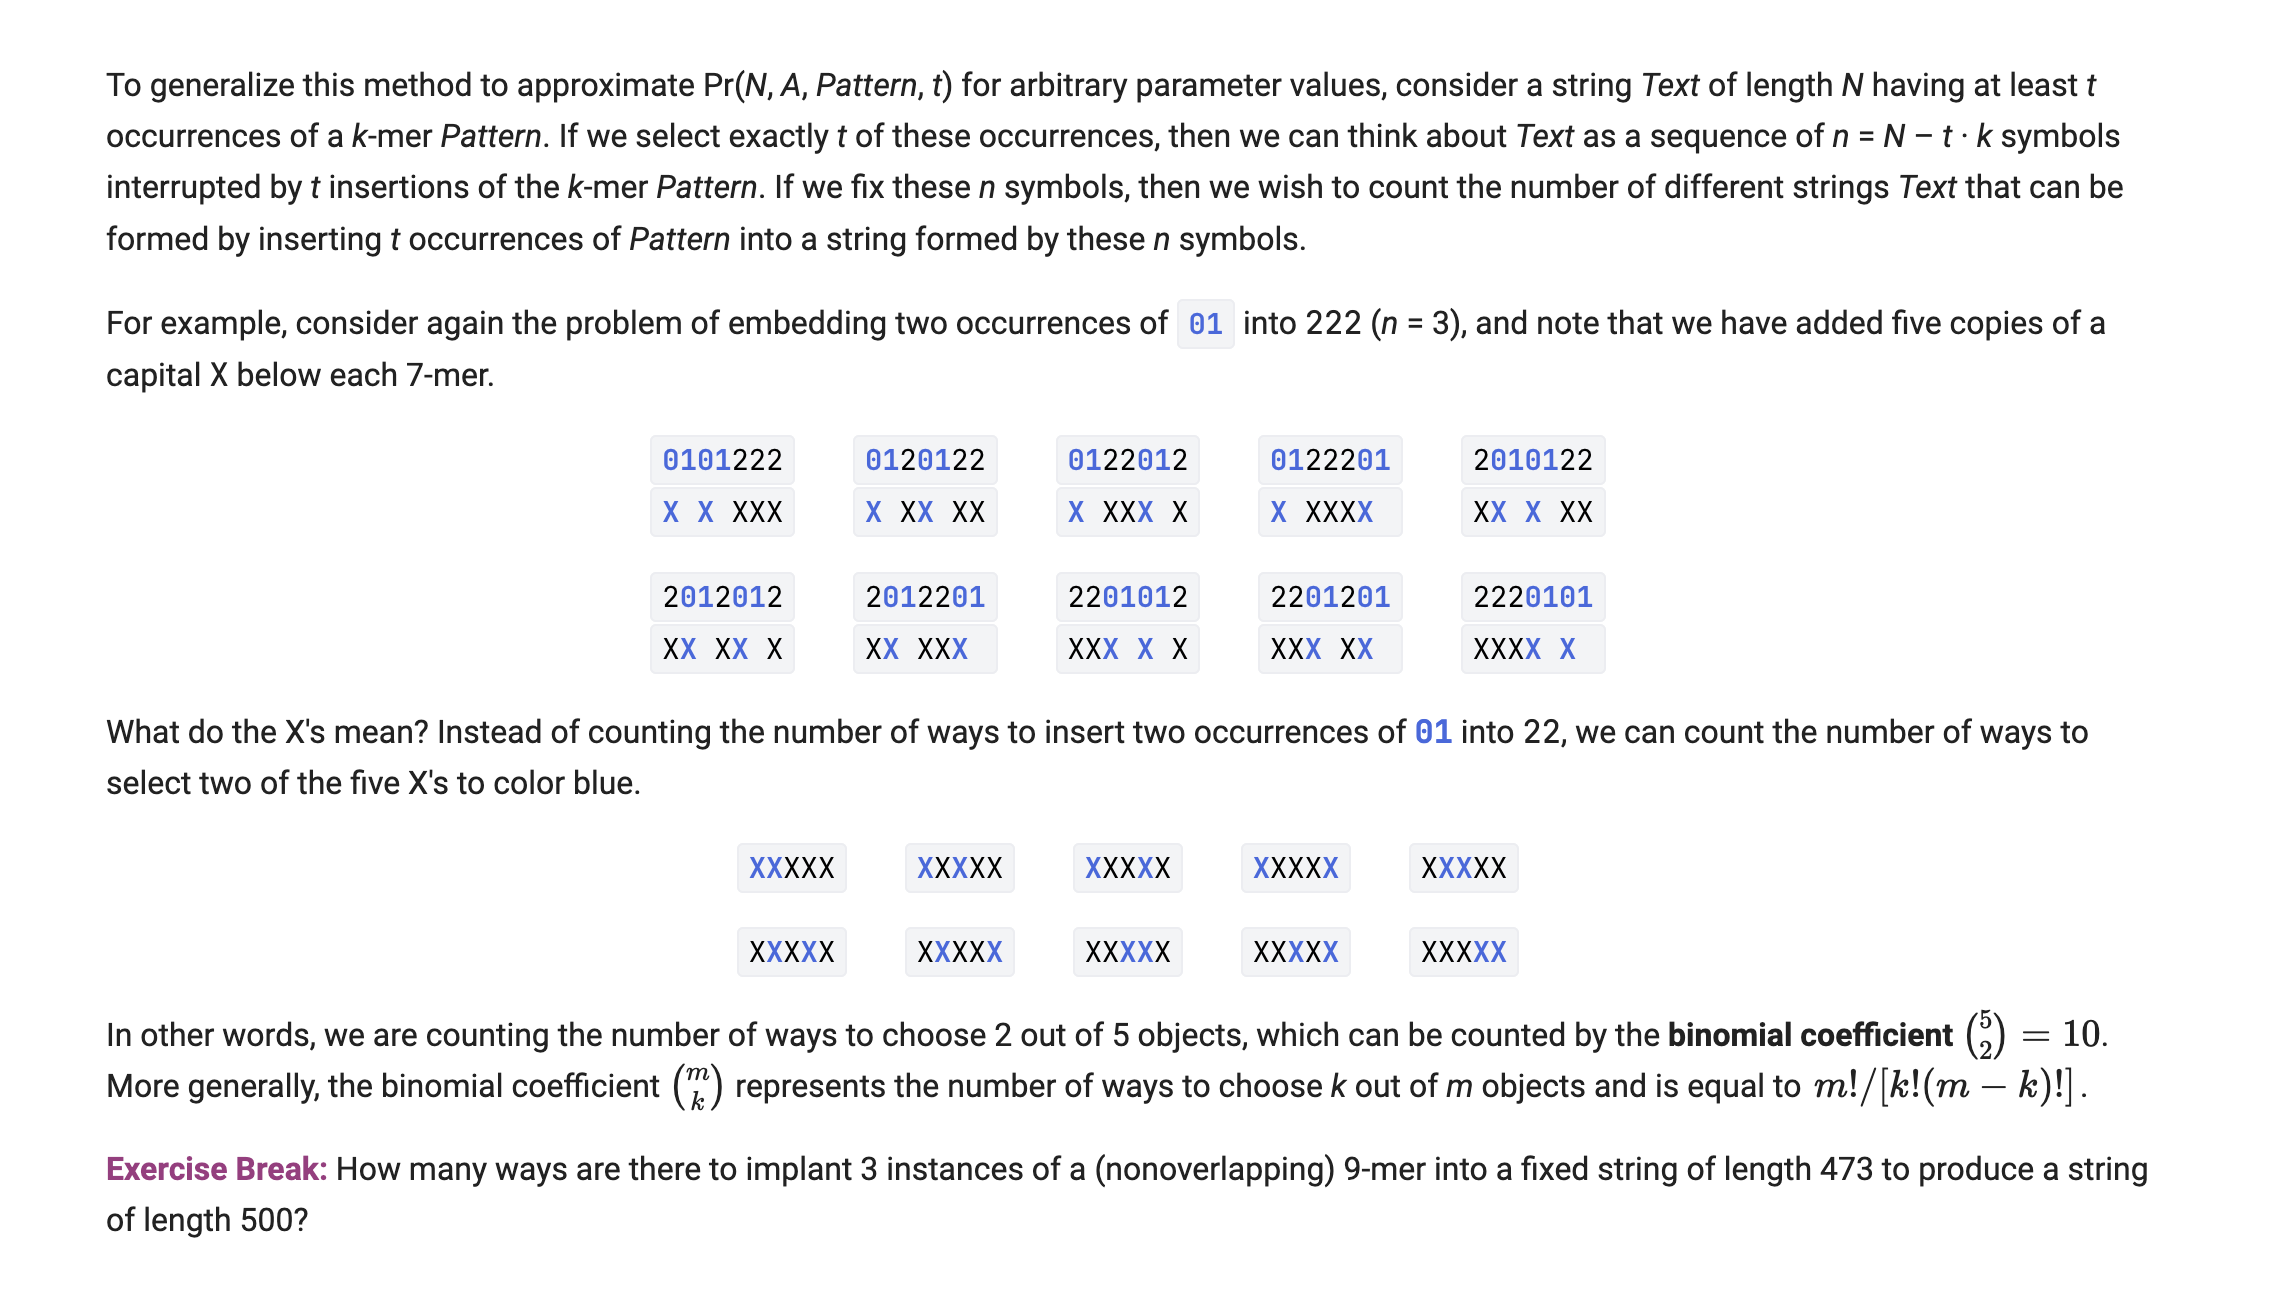 To generalize this method to approximate Pr(N, A, Pattern, t) for arbitrary parameter values, consider a string Text of length N having at least t
occurrences of a k-mer Pattern. If we select exactly t of these occurrences, then we can think about Text as a sequence of n = N − t · k symbols
interrupted by t insertions of the k-mer Pattern. If we fix these n symbols, then we wish to count the number of different strings Text that can be
formed by inserting t occurrences of Pattern into a string formed by these n symbols.
For example, consider again the problem of embedding two occurrences of 01 into 222 (n = 3), and note that we have added five copies of a
capital X below each 7-mer.
0101222 0120122 0122012 0122201 2010122
X X XXX X XX XX X XXX X X XXXX XX X XX
2012012 2012201 2201012 2201201 2220101
XX XX X XX XXX XXX X X XXX XX XXXX X
What do the X's mean? Instead of counting the number of ways to insert two occurrences of 01 into 22, we can count the number of ways to
select two of the five X's to color blue.
XXXXX XXXXX XXXXX XXXXX XXXXX
XXXXX XXXXX XXXXX XXXXX XXXXX
In other words, we are counting the number of ways to choose 2 out of 5 objects, which can be counted by the binomial coefficient (5 2) = 10.
More generally, the binomial coefficient (m k) represents the number of ways to choose k out of m objects and is equal to m!/[k!(m − k)!].
Exercise Break: How many ways are there to implant 3 instances of a (nonoverlapping) 9-mer into a fixed string of length 473 to produce a string
of length 500?